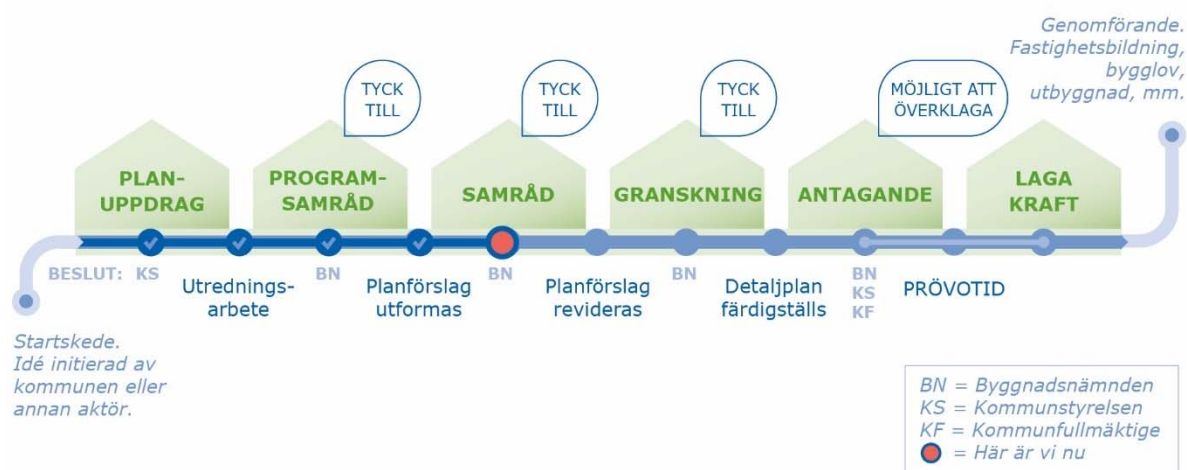 Genomförande.
Fastighetsbildning,
bygglov,
utbyggnad, mm.
TYCK
TILL
TYCK
TILL
TYCK
TILL
MÖJLIGT ATT
ÖVERKLAGA
PLAN-
UPPDRAG
PROGRAM-
SAMRÅD
SAMRÅD
GRANSKNING
ANTAGANDE
LAGA
KRAFT
BESLUT: KS
Utrednings-
arbete
BN
Planförslag
utformas
BN
Planförslag
revideras
BN
Detaljplan
färdigställs
BN
KS
KF
PRÖVOTID
Startskede.
Idé initierad av
kommunen eller
annan aktör.
BN = Byggnadsnämnden
KS = Kommunstyrelsen
KF = Kommunfullmäktige
= Här är vi nu